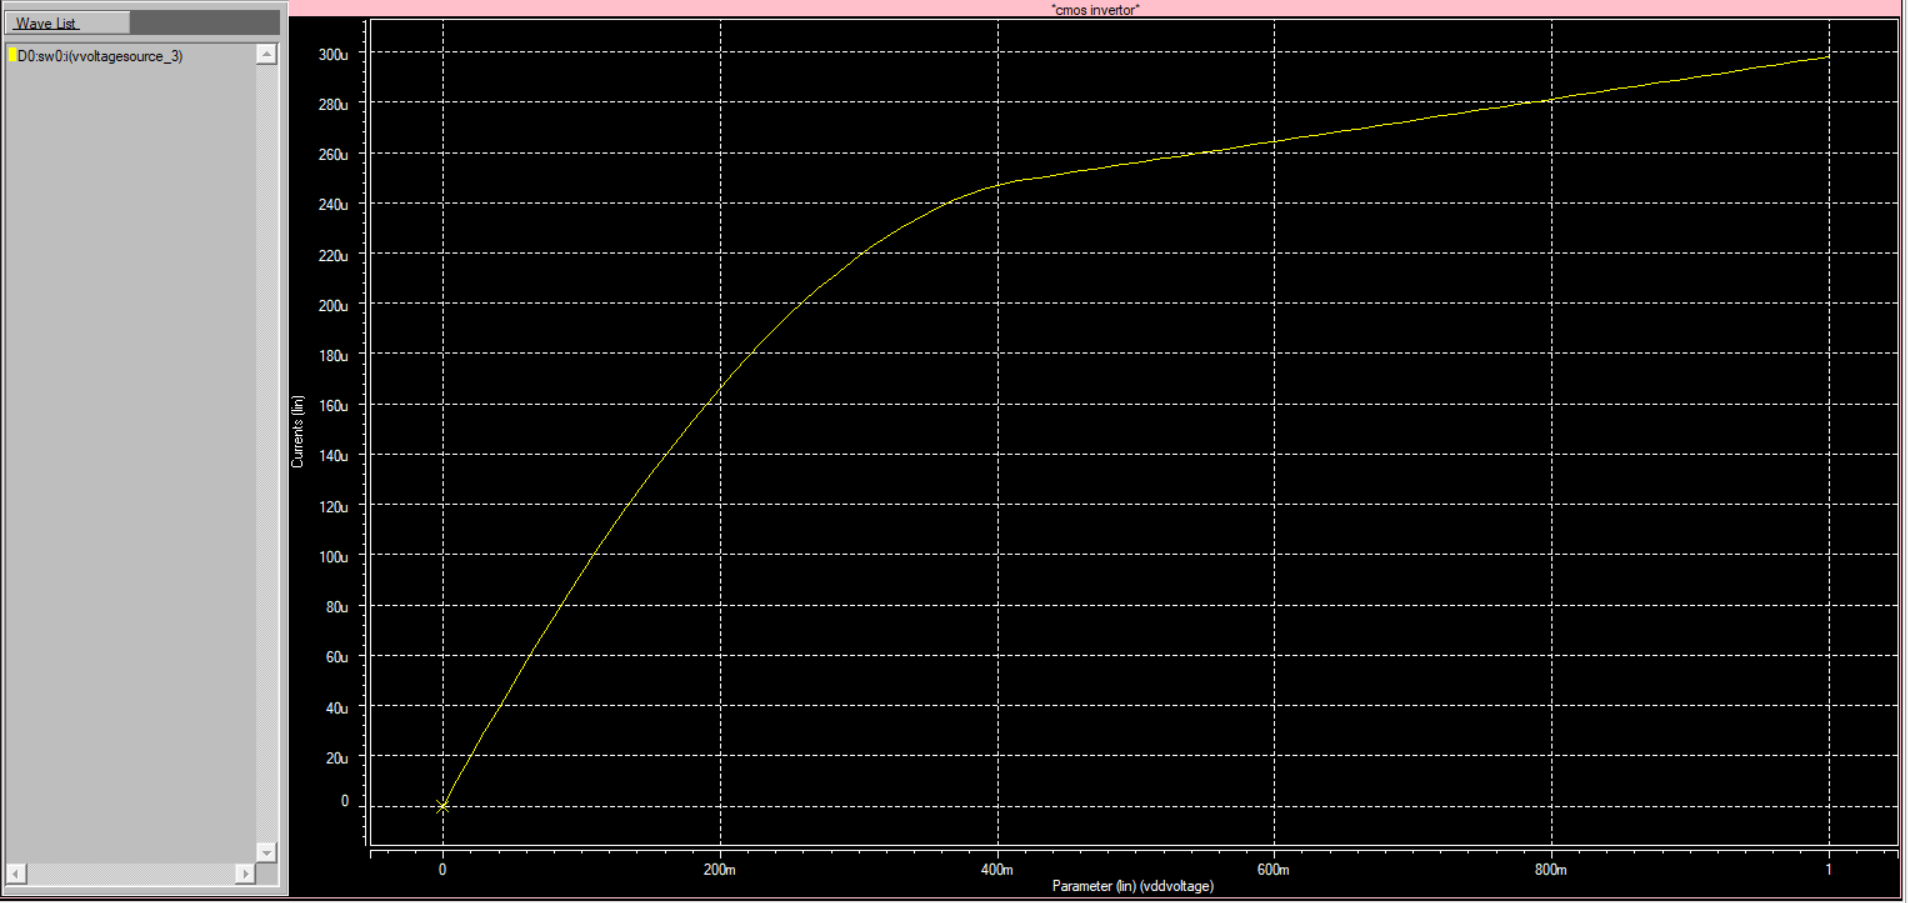 "cmos invertor"
Wave List
D0:sw0:i(vvoltagesource_3)
Currents (lin)
300u
280u
260u
240u
220u
200u
180u
160u
140u
120u
100u
80u
60u
40u
20u
0
0
200m
400m
600m
800m
1
Parameter (lin) (vddvoltage)